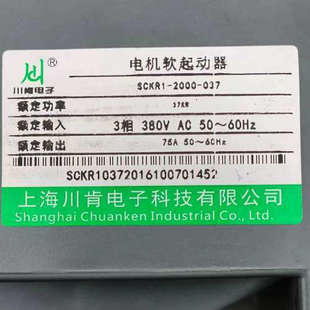 川肯电子®
电机软起动器
SCKR1-2000-037
额定功率 37KW
额定输入 3相 380V AC 50～60Hz
额定输出 75A 50～60Hz
SCKR10372016100701452
上海川肯电子科技有限公司
Shanghai Chuanken Industrial Co., Ltd.